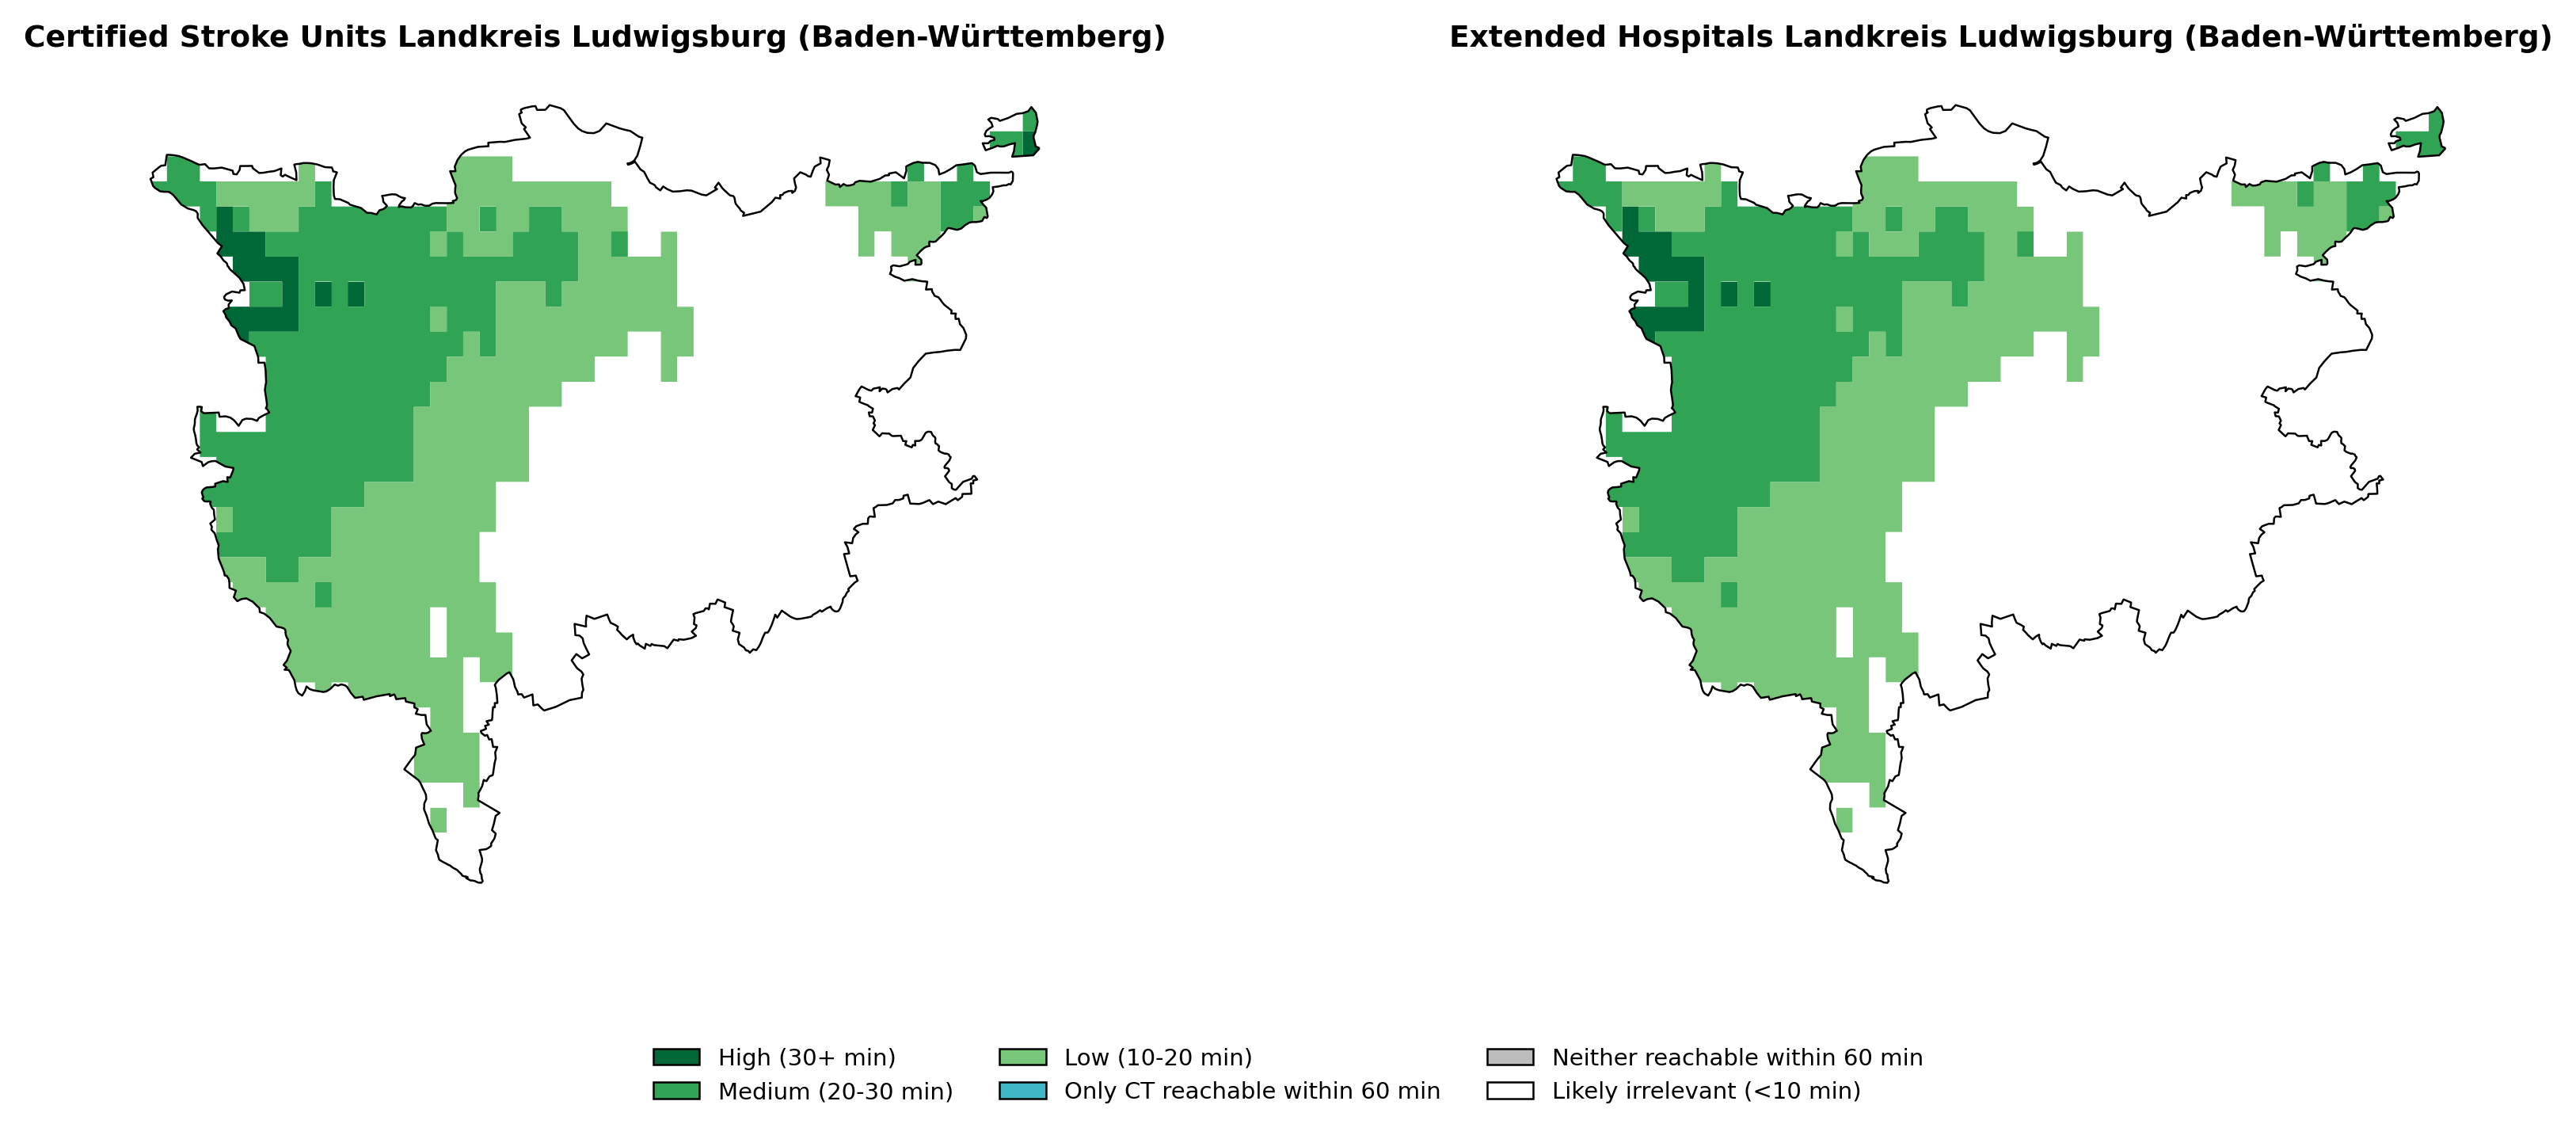 Certified Stroke Units Landkreis Ludwigsburg (Baden-Württemberg)
Extended Hospitals Landkreis Ludwigsburg (Baden-Württemberg)
High (30+ min)
Medium (20-30 min)
Low (10-20 min)
Only CT reachable within 60 min
Neither reachable within 60 min
Likely irrelevant (<10 min)